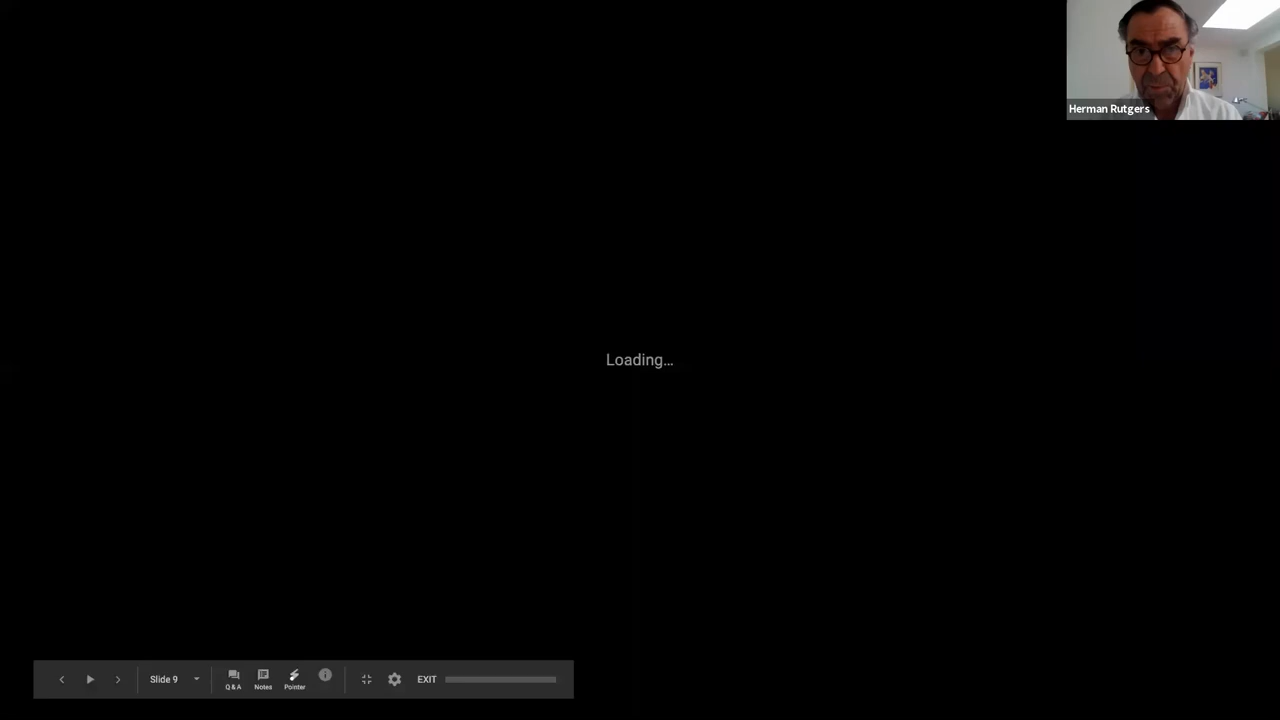 Herman Rutgers
Loading...
Slide 9
Q & A
Notes
Pointer
EXIT